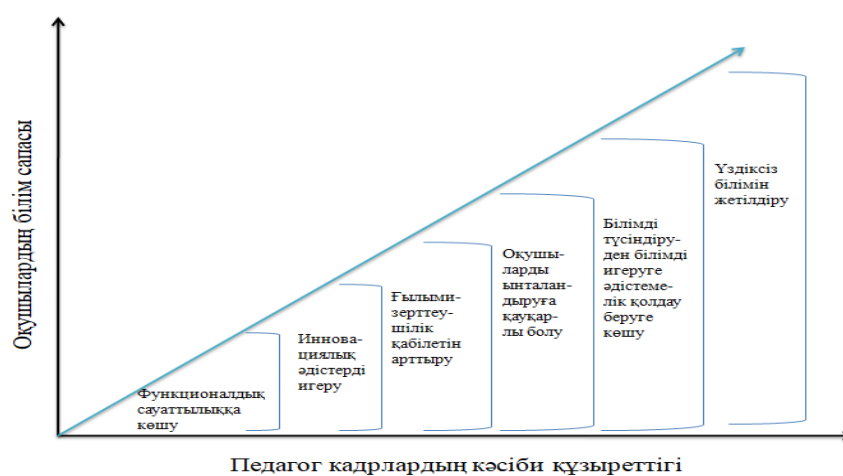 Оқушылардың білім сапасы
Функционалдық
сауаттылыққа
көшу
Иннова-
циялық
әдістерді
игеру
Ғылыми-
зерттеу-
шілік
қабілетін
арттыру
Оқушы-
ларды
ынталан-
дыруға
қауқар-
лы болу
Білімді
түсіндіру-
ден білімді
игеруге
әдістеме-
лік қолдау
беруге
көшу
Үздіксіз
білімін
жетілдіру
Педагог кадрлардың кәсіби құзыреттігі